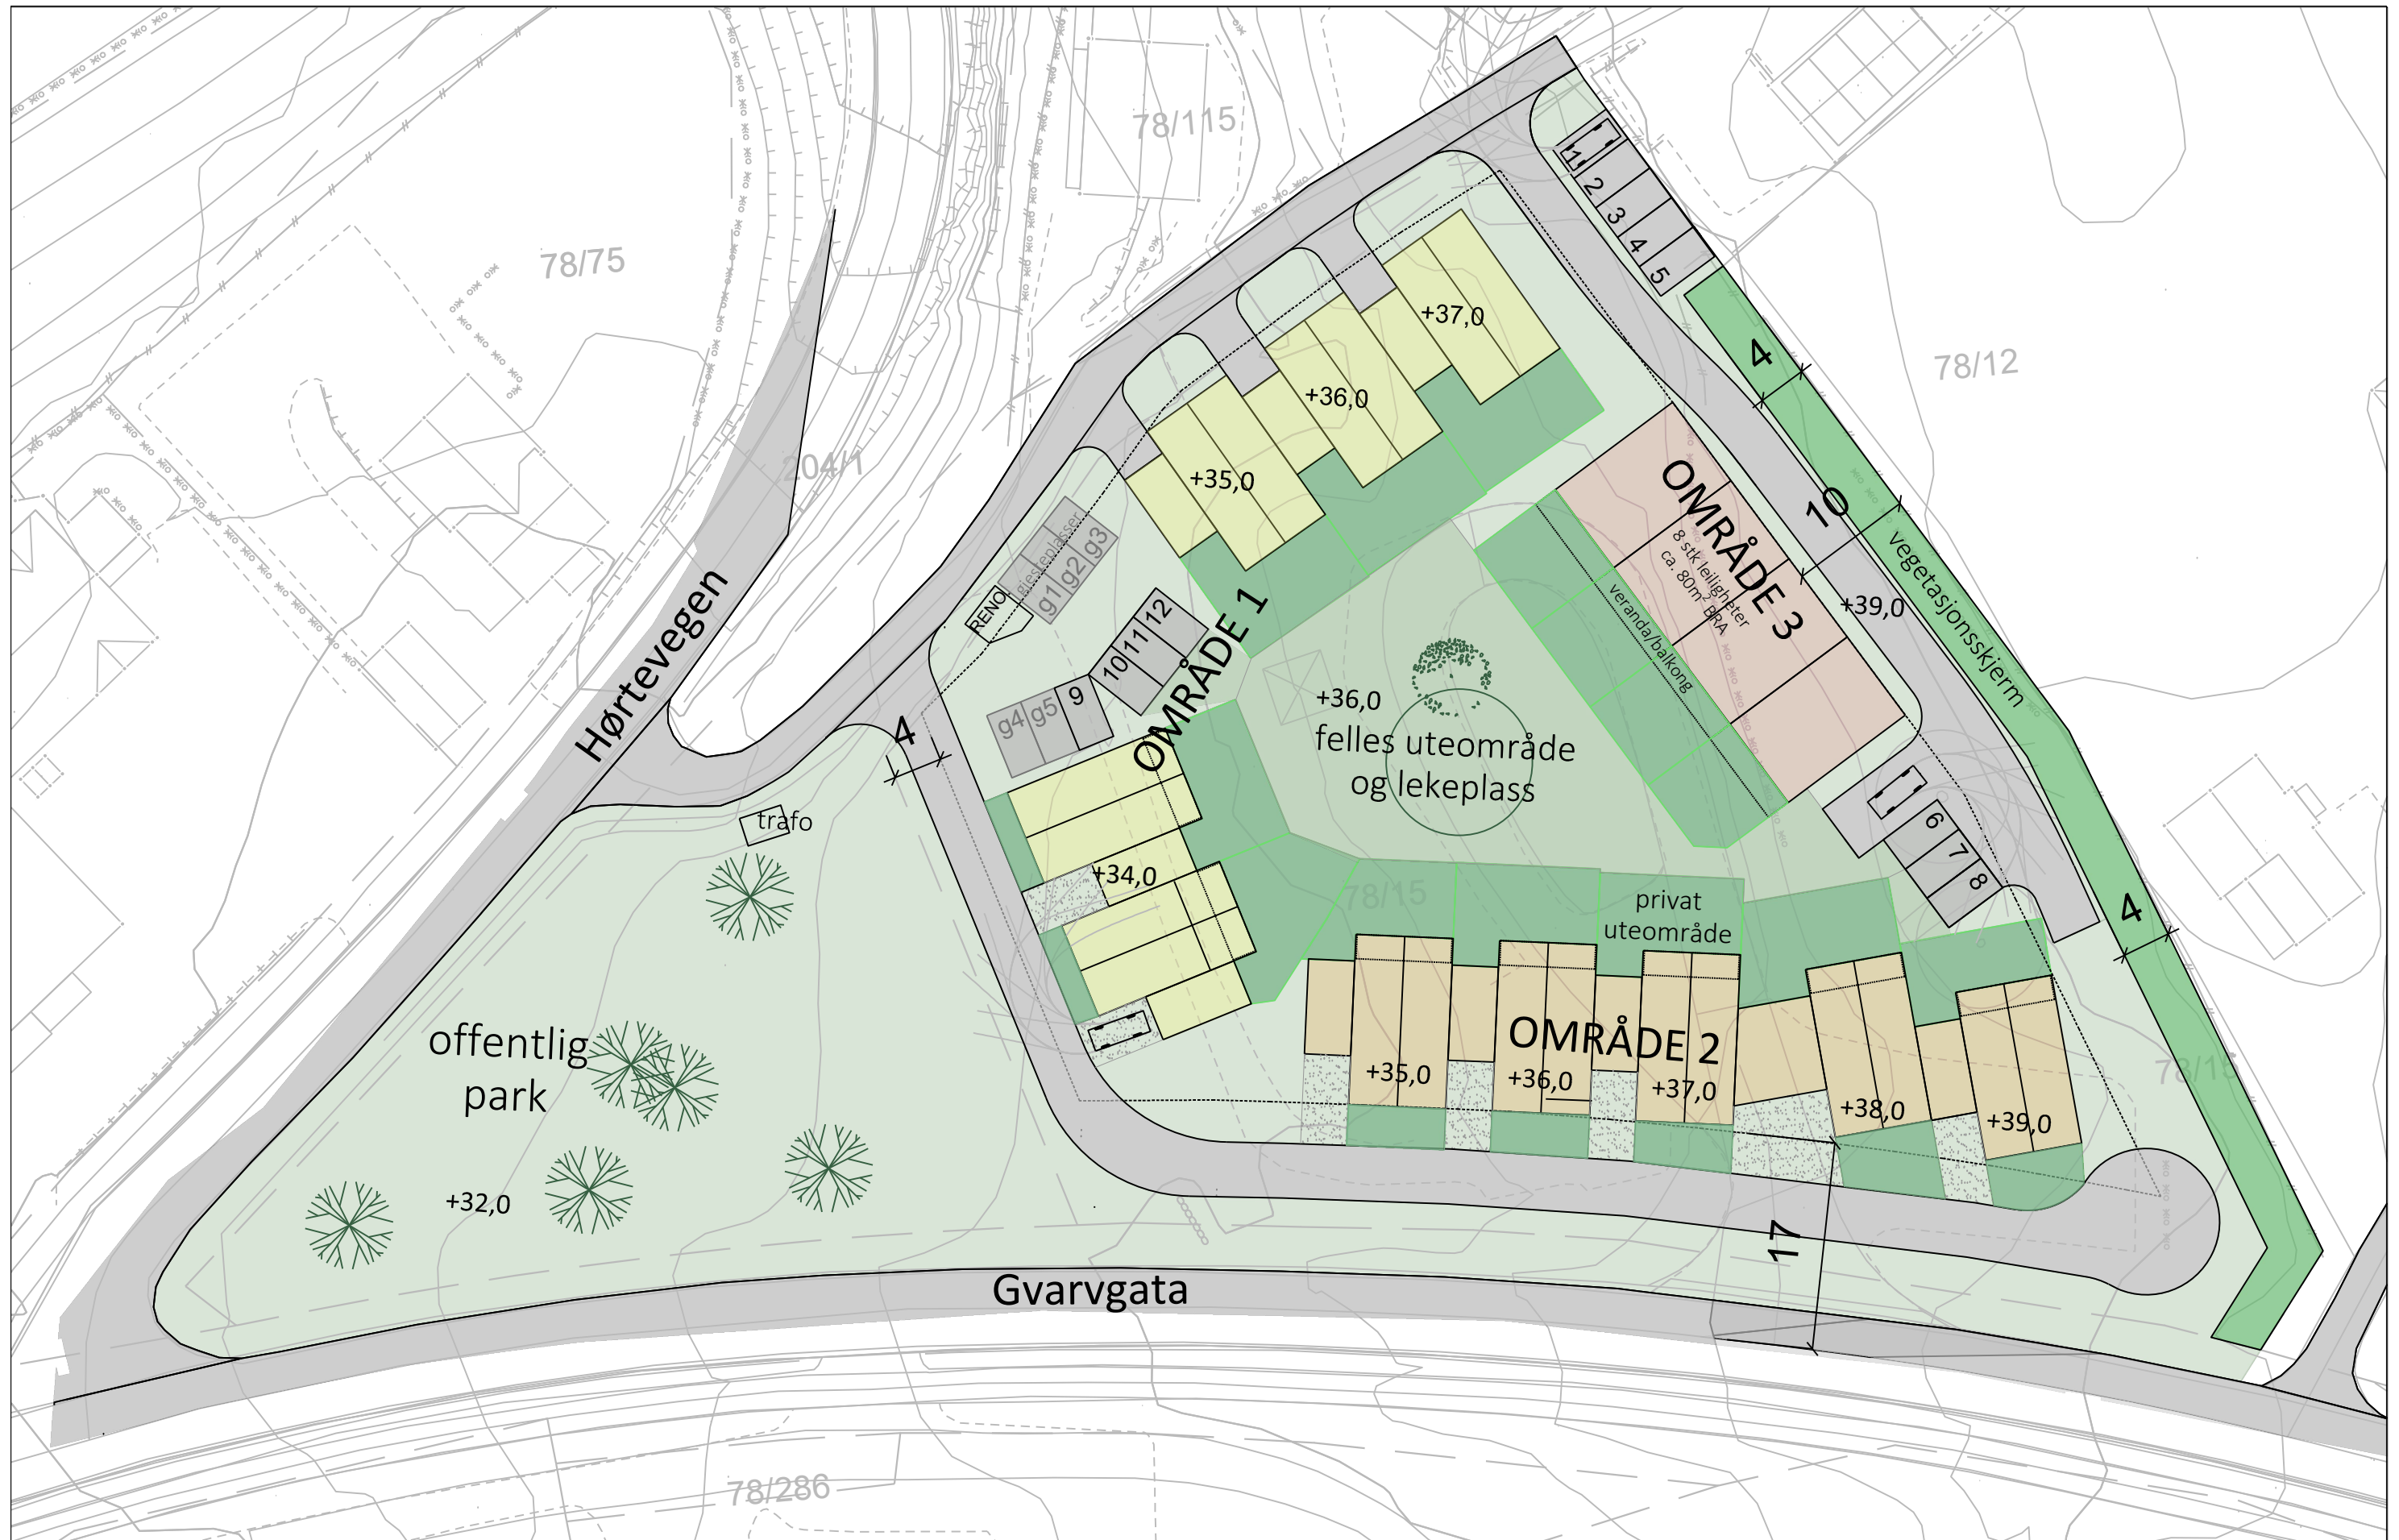 78/115
78/75
1
2
3
4
5
+37,0
4
78/12
+36,0
204/1
+35,0
10
OMRÅDE 3
8 stk leiligheter
ca. 80m² BRA
gjesteplasser
g1 g2 g3
RENO
Hørtevegen
vegetasjonsskjerm
OMRÅDE 1
10 11 12
veranda/balkong
+39,0
g4 g5 9
4
+36,0
felles uteområde
og lekeplass
trafo
6
7
8
+34,0
78/15
privat
uteområde
4
offentlig
park
OMRÅDE 2
78/15
+35,0
+36,0
+37,0
+38,0
+39,0
+32,0
17
Gvarvgata
78/286